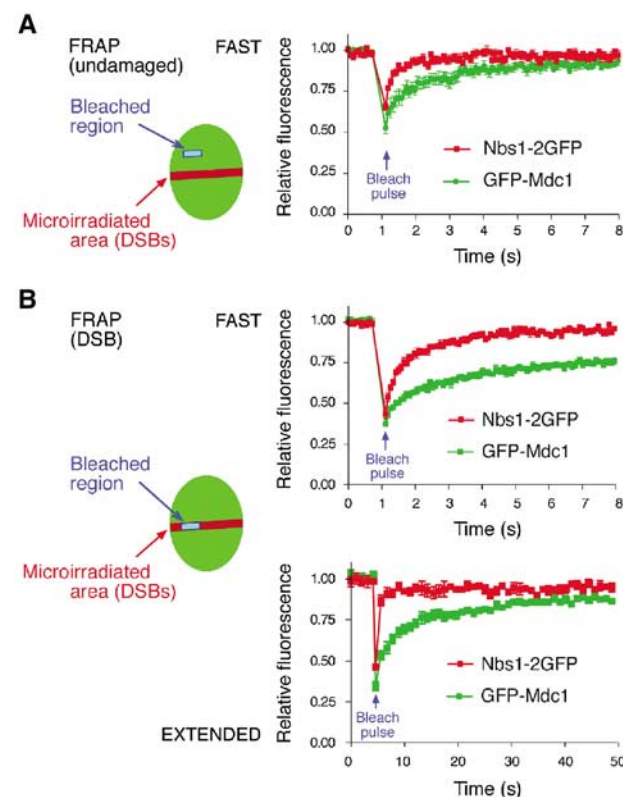 A
FRAP
(undamaged)
FAST
Bleached
region
Microirradiated
area (DSBs)
Relative fluorescence
1.00
0.75
0.50
0.25
0.00
Nbs1-2GFP
GFP-Mdc1
Bleach
pulse
0 1 2 3 4 5 6 7 8
Time (s)
B
FRAP
(DSB)
FAST
Bleached
region
Microirradiated
area (DSBs)
Relative fluorescence
1.00
0.75
0.50
0.25
0.00
Nbs1-2GFP
GFP-Mdc1
Bleach
pulse
0 1 2 3 4 5 6 7 8
Time (s)
EXTENDED
Relative fluorescence
1.00
0.75
0.50
0.25
0.00
Nbs1-2GFP
GFP-Mdc1
Bleach
pulse
0 10 20 30 40 50
Time (s)